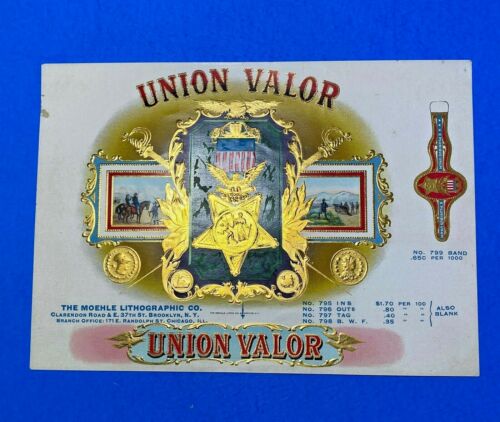 UNION VALOR
No. 799 BAND
.65C PER 1000
THE MOEHLE LITHOGRAPHIC CO.
CLARENDON ROAD & E. 37TH ST. BROOKLYN, N.Y.
BRANCH OFFICE: 171 E. RANDOLPH ST. CHICAGO, ILL.
No. 795 INS $1.70 PER 100
No. 796 OUTS .80 " "
No. 797 TAG .40 " "
No. 798 B. W. F. .35 " "
ALSO
BLANK
UNION VALOR